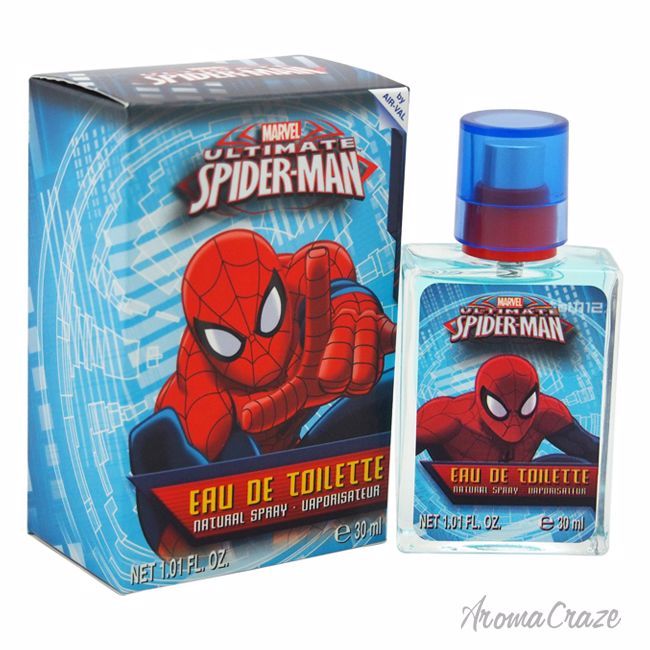 SPIDER-MAN
by
AIR-VAL
MARVEL
ULTIMATE
SPIDER-MAN
EAU DE TOILETTE
NATURAL SPRAY · VAPORISATEUR
NET 1.01 FL. OZ. ℮ 30 ml
MARVEL
ULTIMATE
SPIDER-MAN
EAU DE TOILETTE
NATURAL SPRAY · VAPORISATEUR
NET 1.01 FL. OZ. ℮ 30 ml
AromaCraze